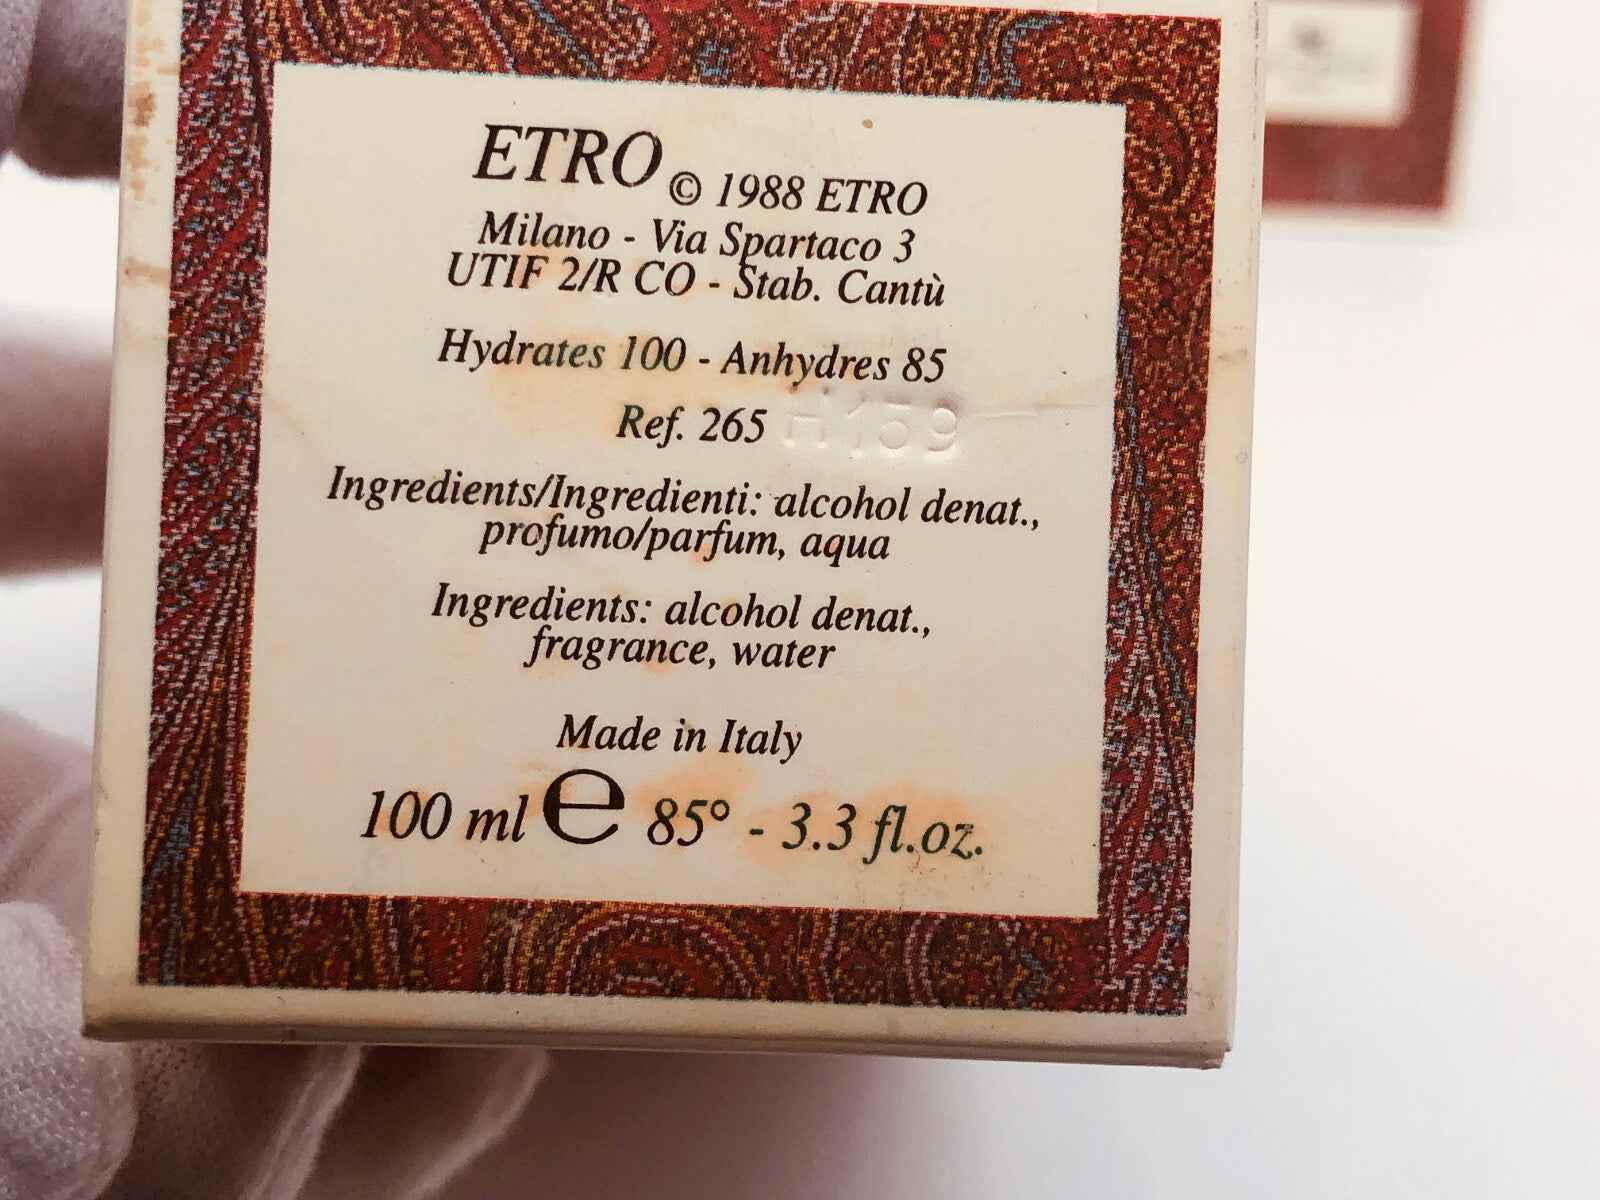 ETRO © 1988 ETRO
Milano - Via Spartaco 3
UTIF 2/R CO - Stab. Cantù
Hydrates 100 - Anhydres 85
Ref. 265 H139
Ingredients/Ingredienti: alcohol denat.,
profumo/parfum, aqua
Ingredients: alcohol denat.,
fragrance, water
Made in Italy
100 ml e 85° - 3.3 fl.oz.